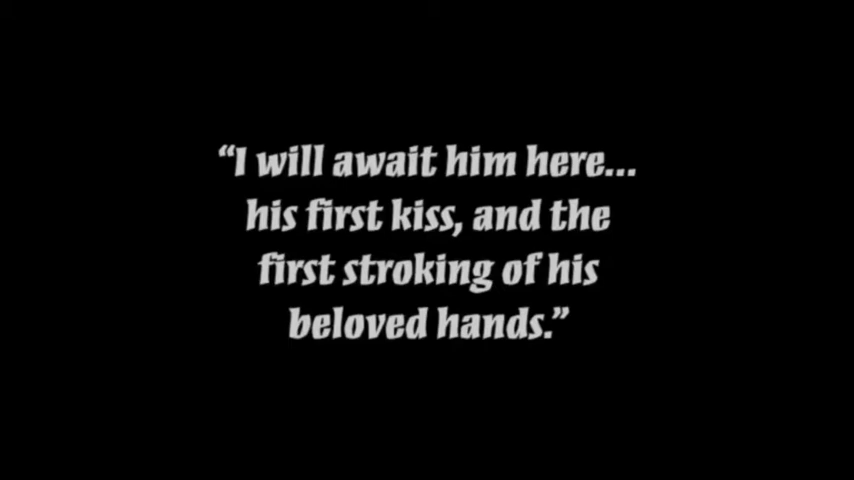 “I will await him here...
his first kiss, and the
first stroking of his
beloved hands.”